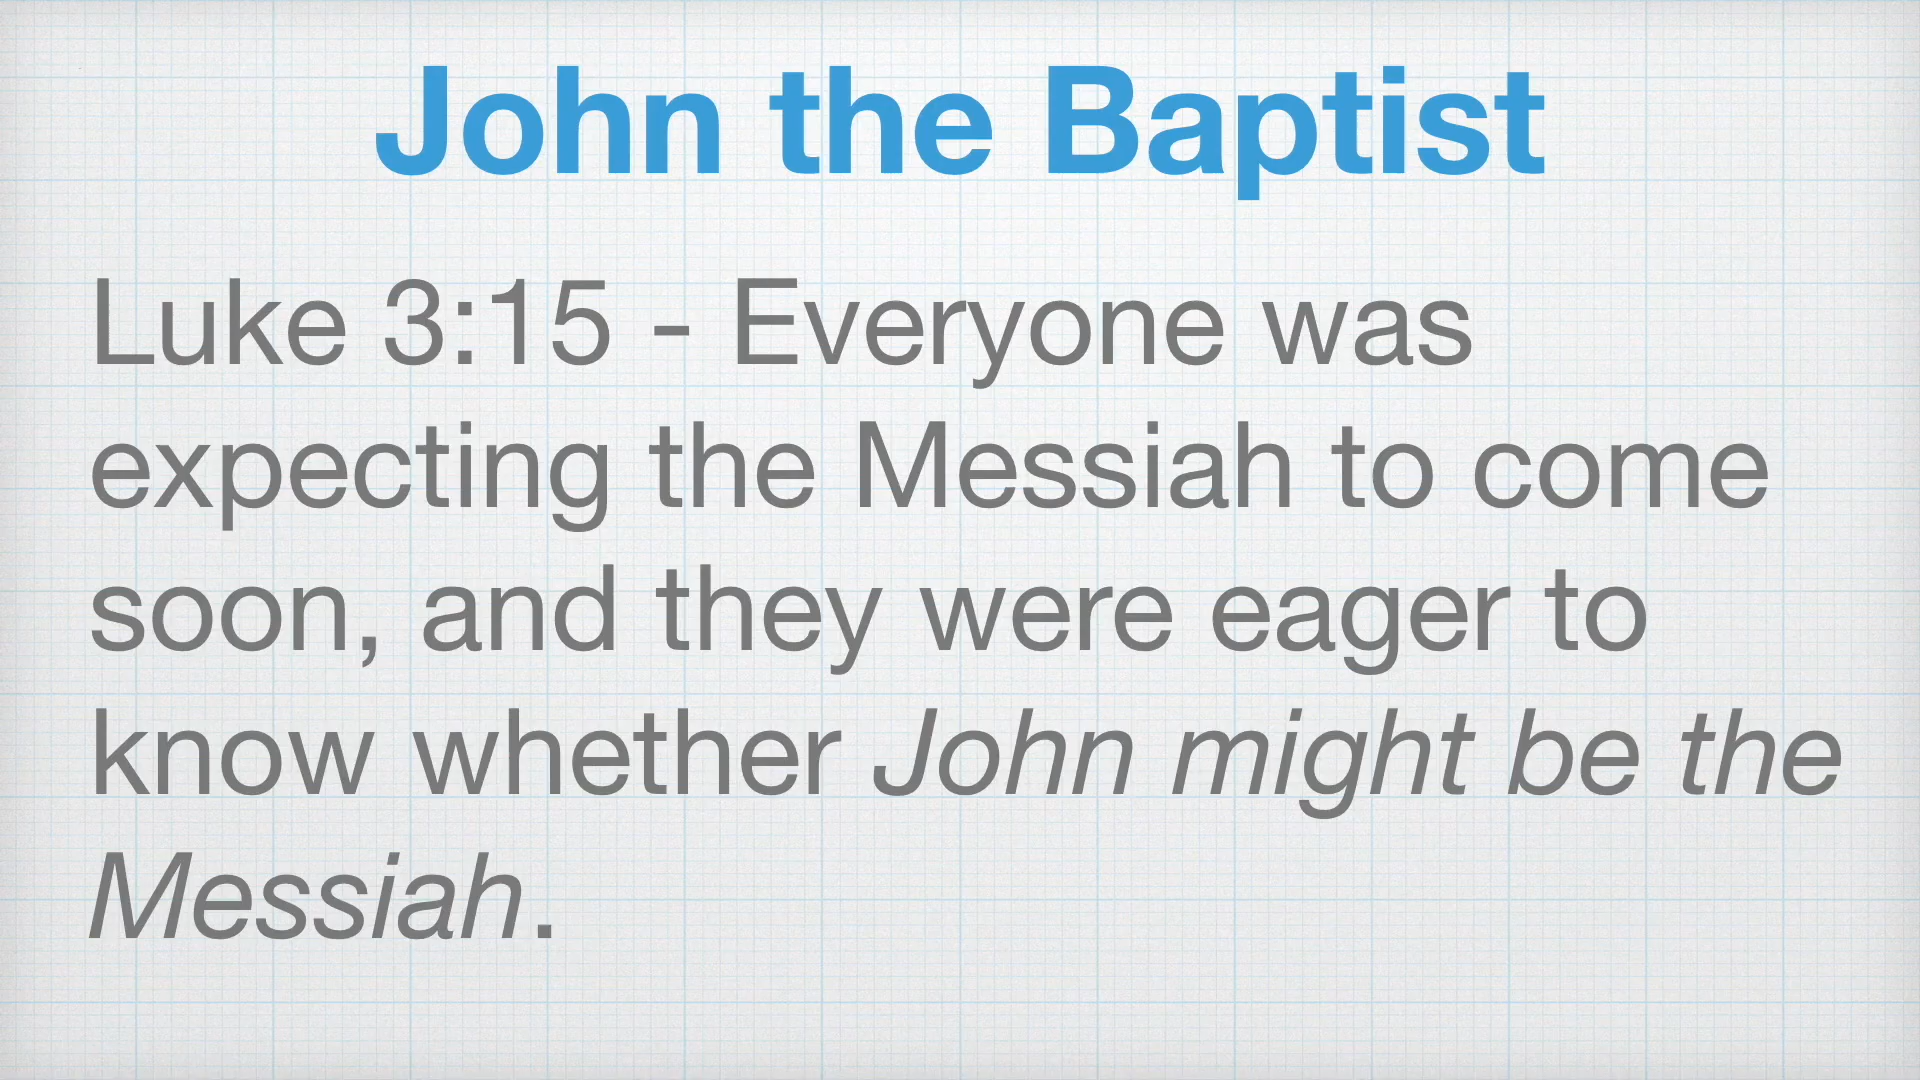 John the Baptist
Luke 3:15 - Everyone was
expecting the Messiah to come
soon, and they were eager to
know whether John might be the
Messiah.